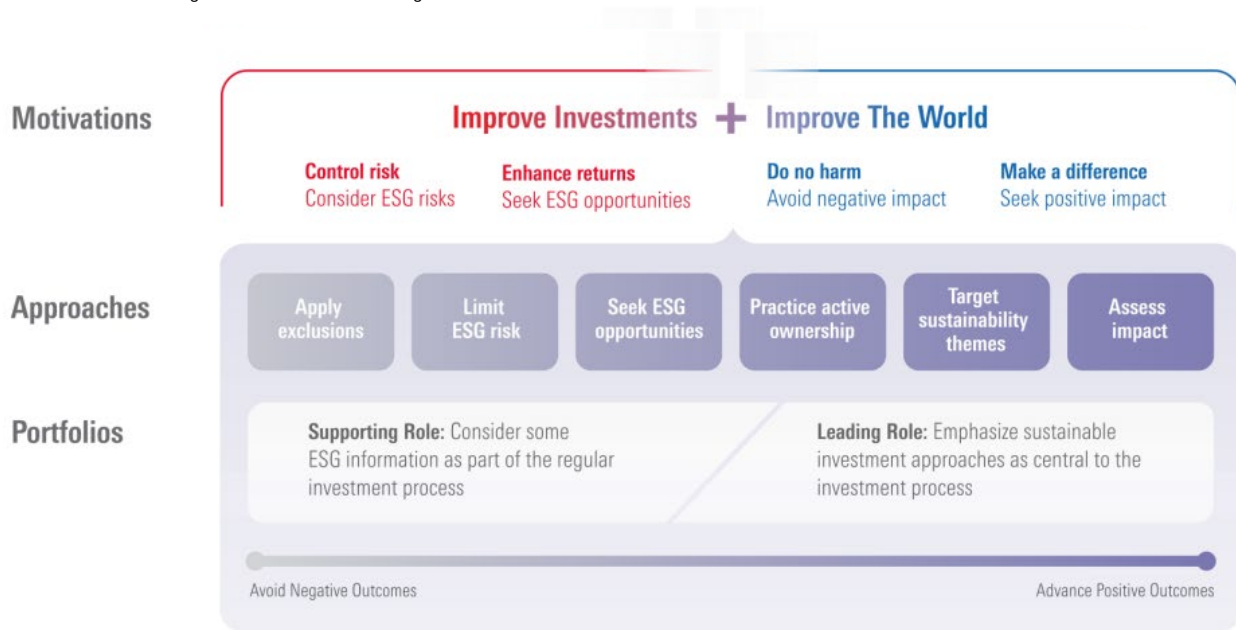 Motivations
Improve Investments + Improve The World
Control risk
Consider ESG risks
Enhance returns
Seek ESG opportunities
Do no harm
Avoid negative impact
Make a difference
Seek positive impact
Approaches
Apply
exclusions
Limit
ESG risk
Seek ESG
opportunities
Practice active
ownership
Target
sustainability
themes
Assess
impact
Portfolios
Supporting Role: Consider some
ESG information as part of the regular
investment process
Leading Role: Emphasize sustainable
investment approaches as central to the
investment process
Avoid Negative Outcomes
Advance Positive Outcomes